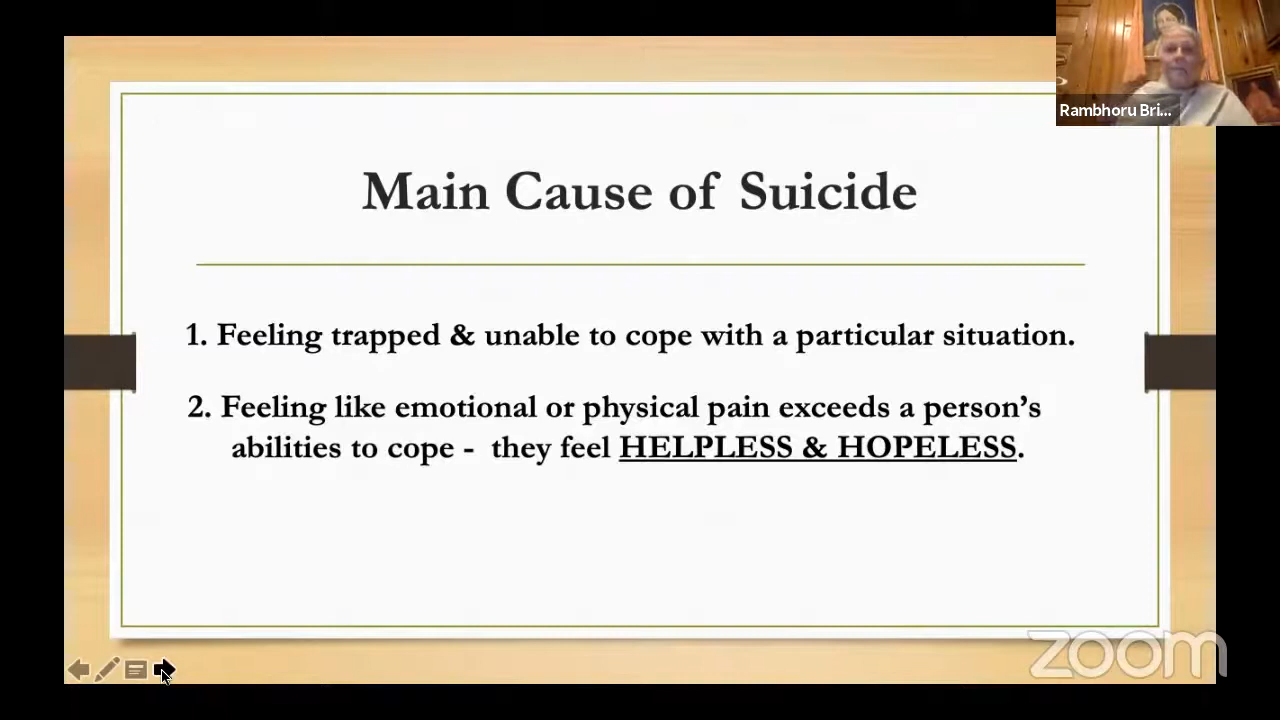 Rambhoru Bri...
Main Cause of Suicide
1. Feeling trapped & unable to cope with a particular situation.
2. Feeling like emotional or physical pain exceeds a person’s
abilities to cope - they feel HELPLESS & HOPELESS.
zoom